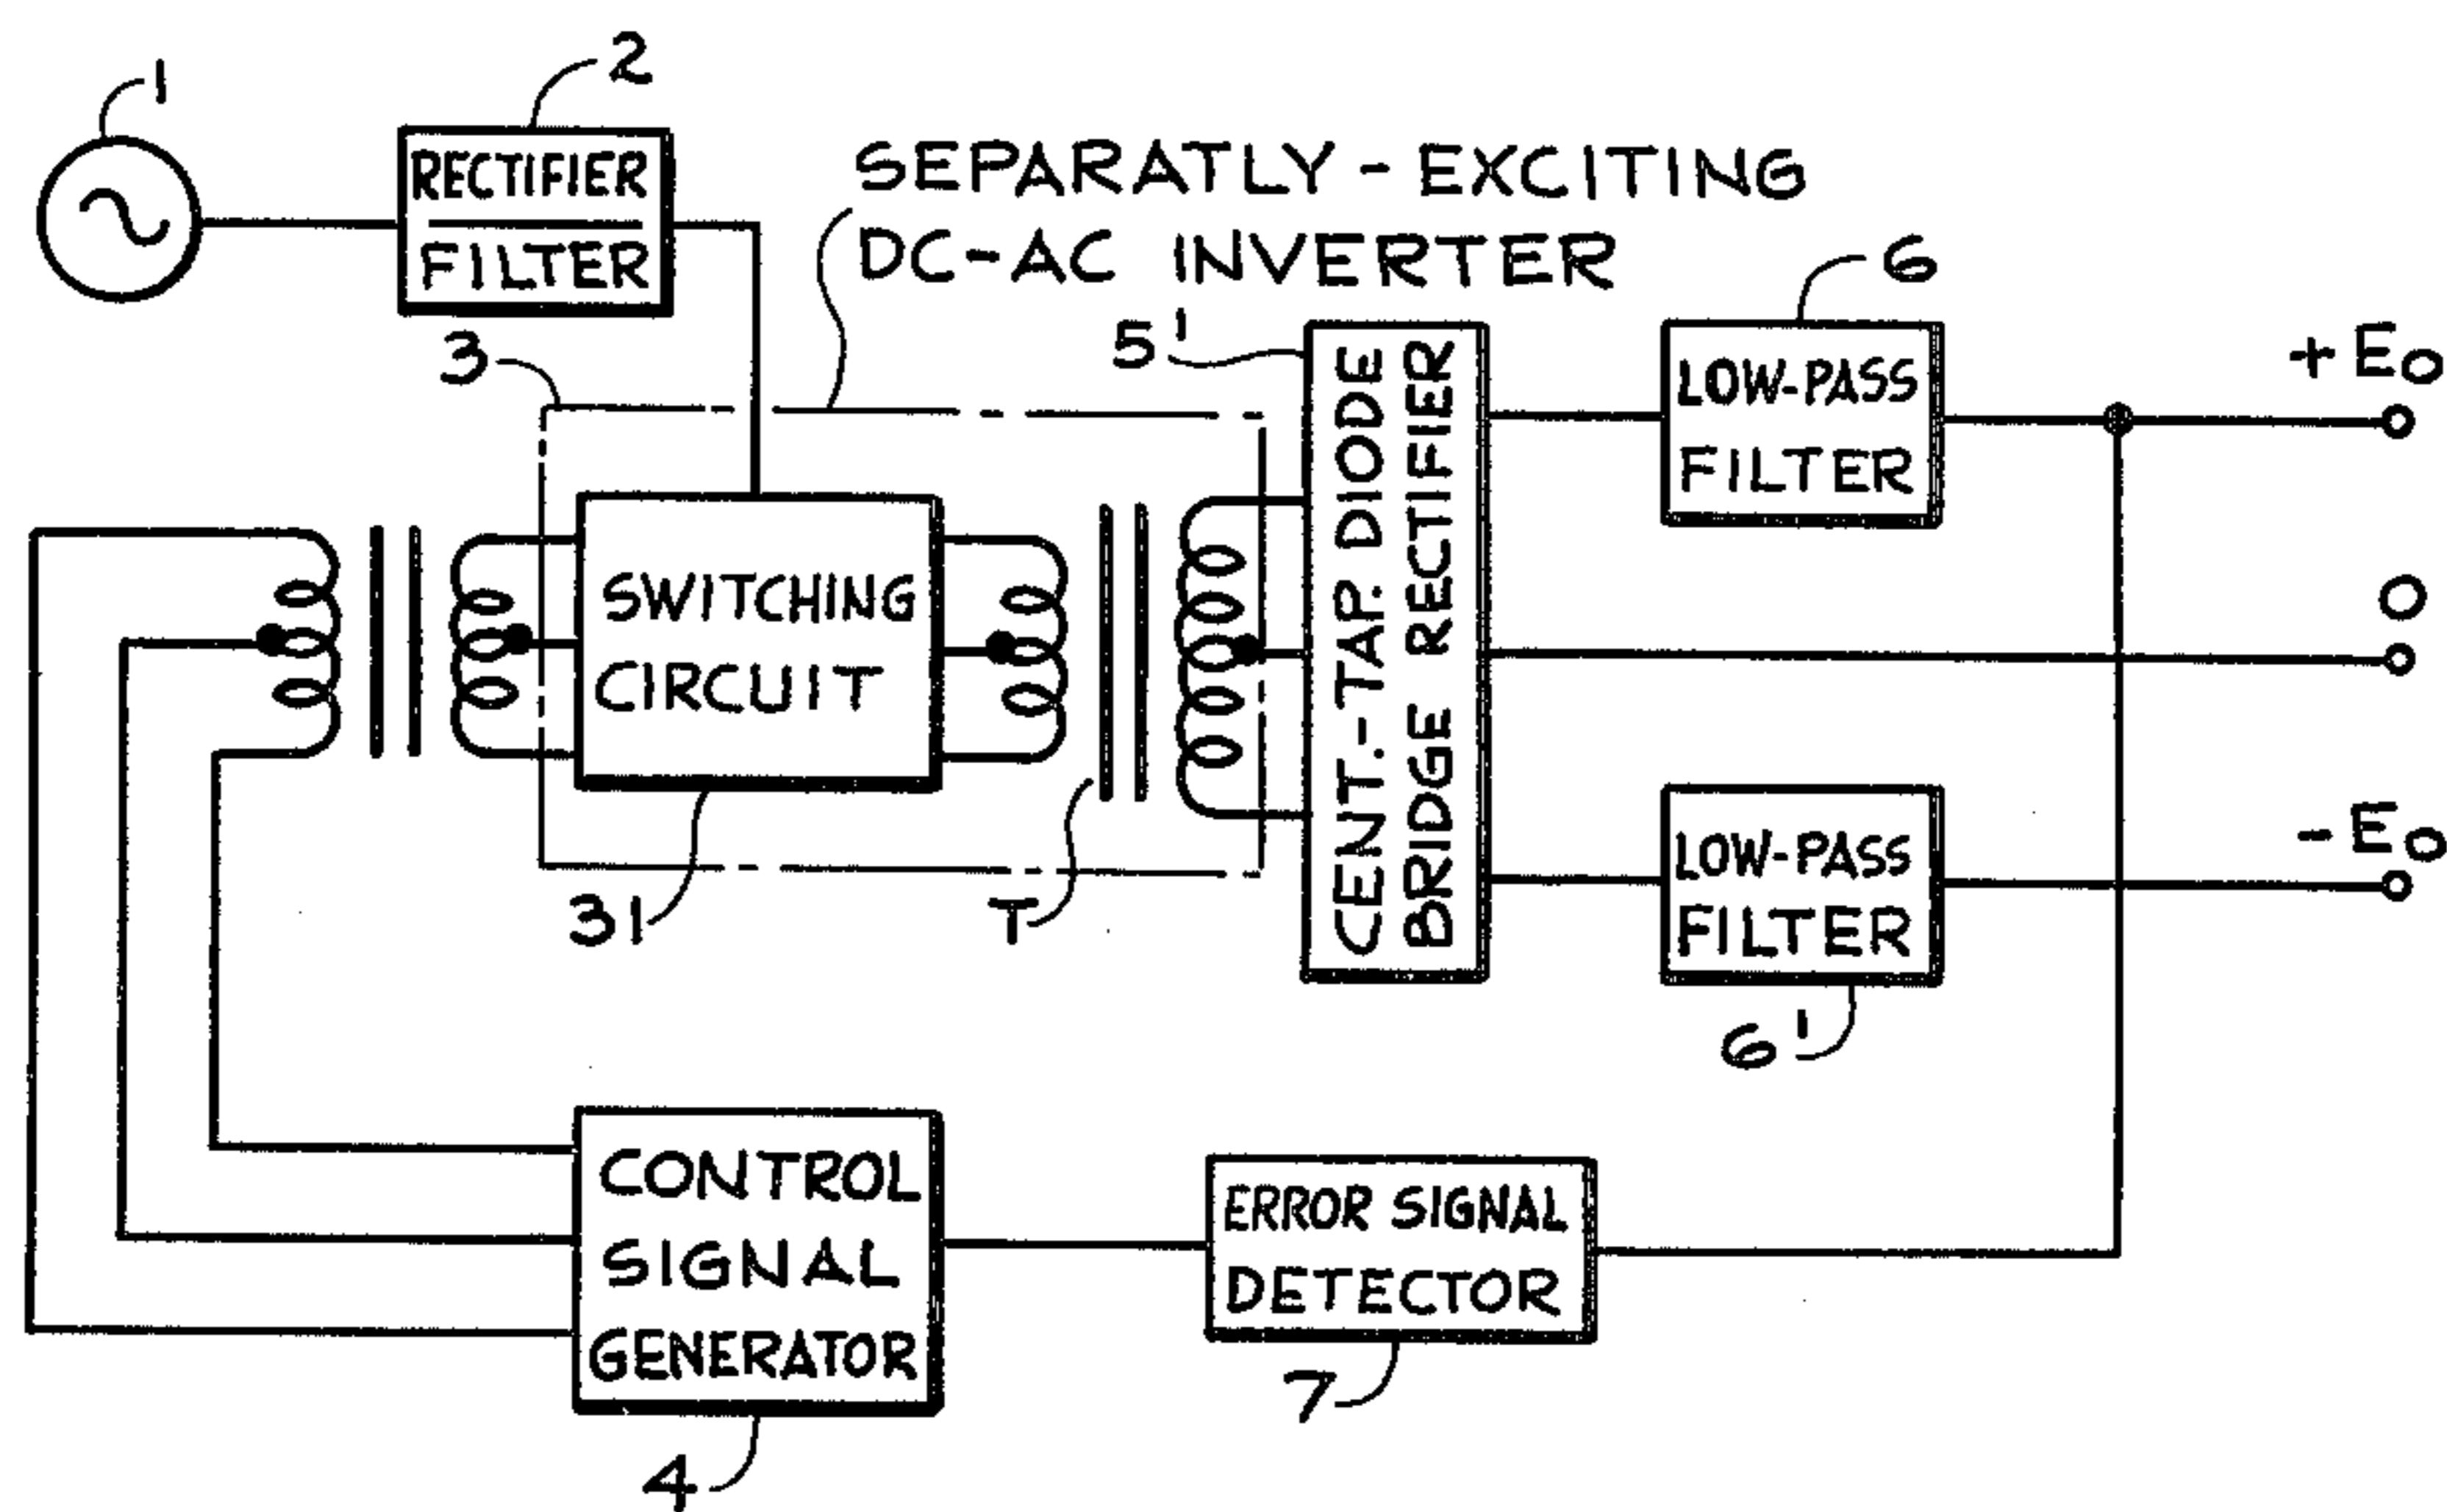 1
2
RECTIFIER
FILTER
SEPARATLY - EXCITING
DC-AC INVERTER
3
5'
6
CENT.-TAP. DIODE
BRIDGE RECTIFIER
LOW-PASS
FILTER
+ Eo
SWITCHING
CIRCUIT
O
31
T
LOW-PASS
FILTER
- Eo
6'
CONTROL
SIGNAL
GENERATOR
ERROR SIGNAL
DETECTOR
7
4